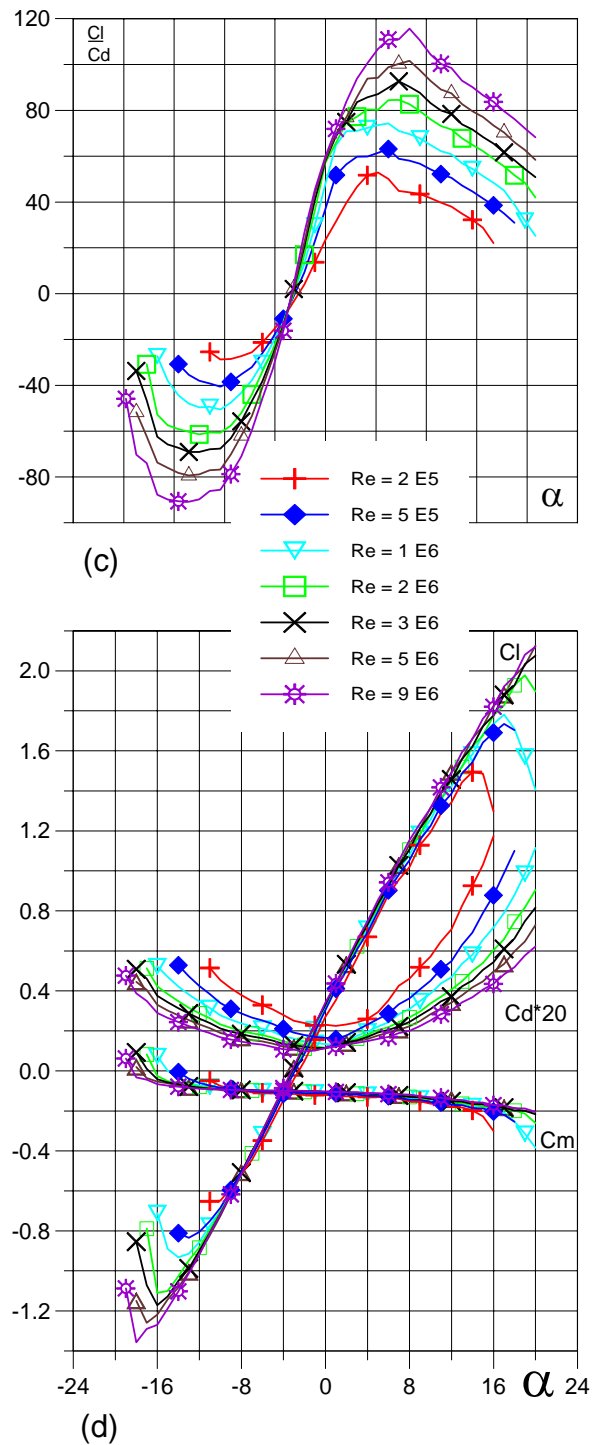 120
Cl
Cd
80
40
0
-40
-80
α
(c)
Re = 2 E5
Re = 5 E5
Re = 1 E6
Re = 2 E6
Re = 3 E6
Re = 5 E6
Re = 9 E6
2.0
Cl
1.6
1.2
0.8
0.4
Cd*20
0.0
Cm
-0.4
-0.8
-1.2
-24 -16 -8 0 8 16 α 24
(d)